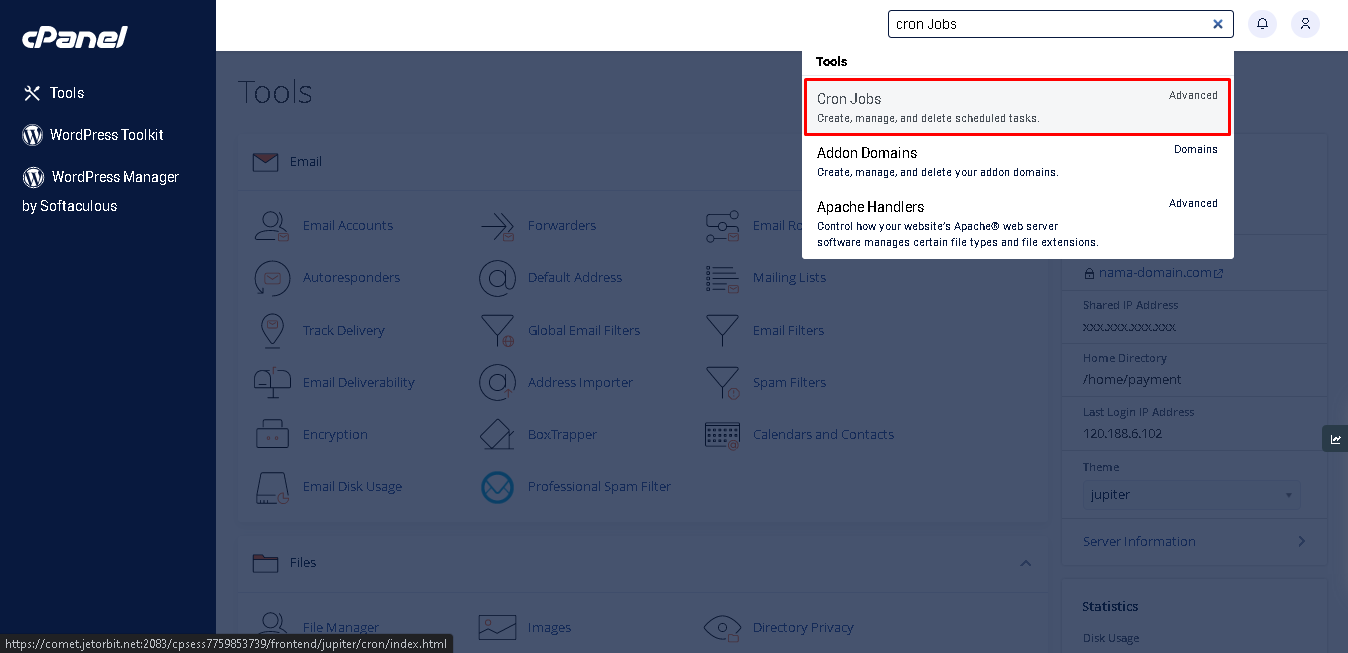 cPanel
Tools
WordPress Toolkit
WordPress Manager
by Softaculous
cron Jobs
Tools
Cron Jobs
Advanced
Create, manage, and delete scheduled tasks.
Addon Domains
Domains
Create, manage, and delete your addon domains.
Apache Handlers
Advanced
Control how your website's Apache® web server
software manages certain file types and file extensions.
Tools
Email
Email Accounts
Forwarders
Email Ro
Autoresponders
Default Address
Mailing Lists
Track Delivery
Global Email Filters
Email Filters
Email Deliverability
Address Importer
Spam Filters
Encryption
BoxTrapper
Calendars and Contacts
Email Disk Usage
Professional Spam Filter
Files
File Manager
Images
Directory Privacy
nama-domain.com
Shared IP Address
xxx.xxx.xxx.xxx
Home Directory
/home/payment
Last Login IP Address
120.188.6.102
Theme
jupiter
Server Information
Statistics
Disk Usage
https://comet.jetorbit.net:2083/cpsess7759853739/frontend/jupiter/cron/index.html